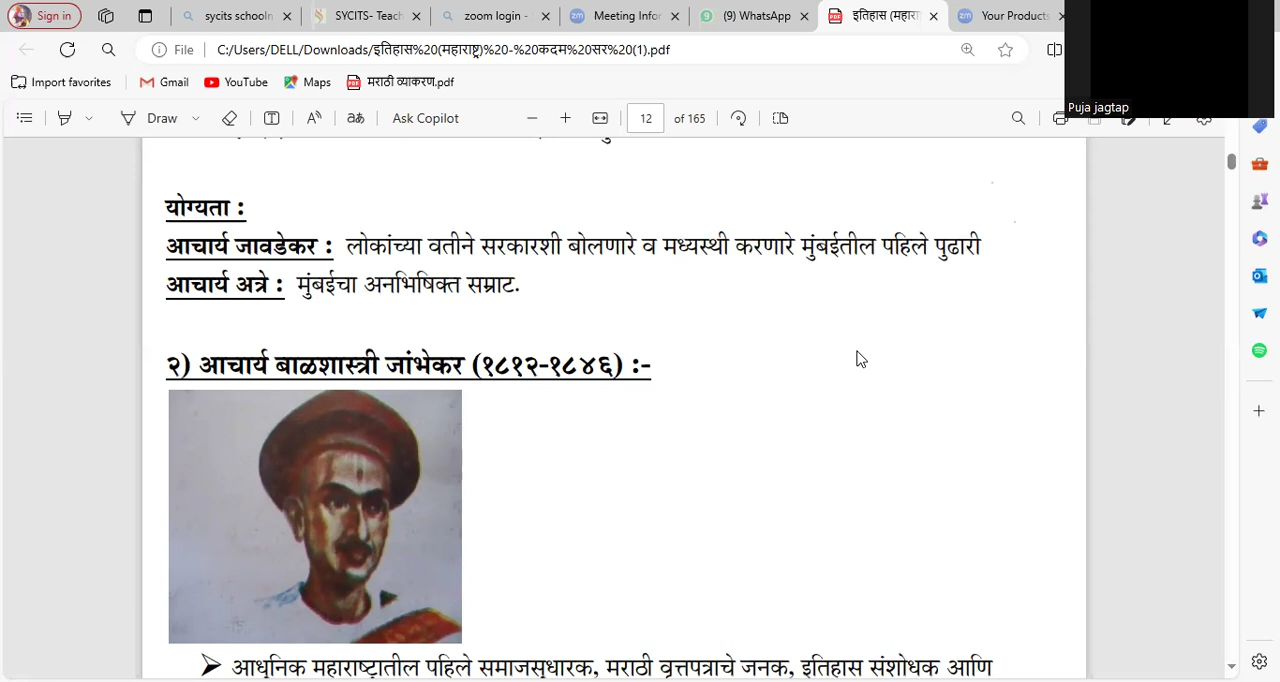 Sign in
sycits schooln
SYCITS- Teach
zoom login -
Meeting Infor
(9) WhatsApp
इतिहास (महारा
Your Products
File
C:/Users/DELL/Downloads/इतिहास%20(महाराष्ट्र)%20-%20कदम%20सर%20(1).pdf
Import favorites
Gmail
YouTube
Maps
मराठी व्याकरण.pdf
Puja jagtap
Draw
Ask Copilot
12
of 165
योग्यता :
आचार्य जावडेकर : लोकांच्या वतीने सरकारशी बोलणारे व मध्यस्थी करणारे मुंबईतील पहिले पुढारी
आचार्य अत्रे : मुंबईचा अनभिषिक्त सम्राट.
२) आचार्य बाळशास्त्री जांभेकर (१८१२-१८४६) :-
➤ आधुनिक महाराष्ट्रातील पहिले समाजसुधारक, मराठी वृत्तपत्राचे जनक, इतिहास संशोधक आणि